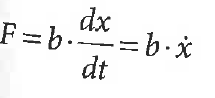 F = b · dx/dt = b · ẋ